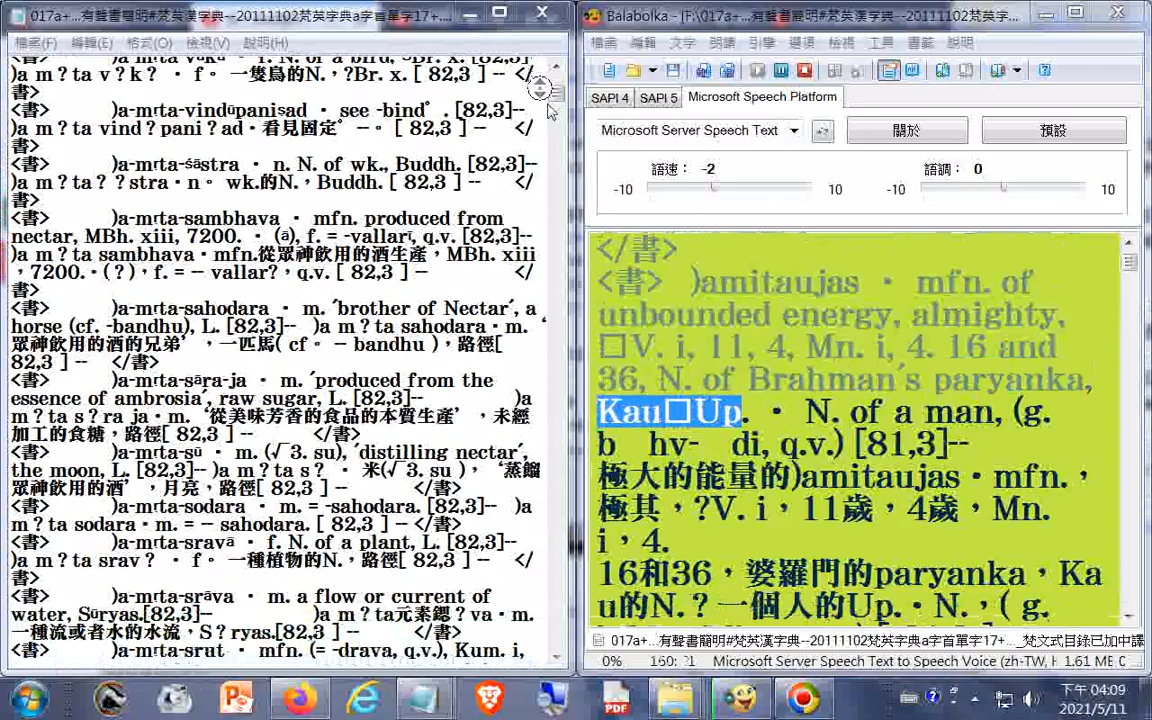 017a+...有聲書簡明#梵英漢字典--20111102梵英字典a字首單字17+...
檔案(F) 編輯(E) 格式(O) 檢視(V) 說明(H)
)a m?ta v?k? • f。一隻鳥的N.，?Br. x. [ 82,3 ] -- </
書>
<書> )a-mṛta-vindūpaniṣad • see -bind゚. [82,3]--
)a m?ta vind?pani?ad•看見固定゚ --。 [ 82,3 ] -- </
書>
<書> )a-mṛta-śāstra • n. N. of wk., Buddh. [82,3]--
)a m?ta??stra•n。 wk.的N.，Buddh. [ 82,3 ] -- </
書>
<書> )a-mṛta-sambhava • mfn. produced from
nectar, MBh. xiii, 7200. • (ā), f. = -vallarī, q.v. [82,3]--
)a m?ta sambhava•mfn.從眾神飲用的酒生產，MBh. xiii
，7200.•(?)，f. = -- vallar?，q.v. [ 82,3 ] -- </
書>
<書> )a-mṛta-sahodara • m. 'brother of Nectar', a
horse (cf. -bandhu), L. [82,3]-- )a m?ta sahodara•m.‘
眾神飲用的酒的兄弟’，一匹馬( cf。 -- bandhu )，路徑[
82,3 ] -- </書>
<書> )a-mṛta-sāra-ja • m. 'produced from the
essence of ambrosia', raw sugar, L. [82,3]-- )a
m?ta s?ra ja•m.‘從美味芳香的食品的本質生產’，未經
加工的食糖，路徑[ 82,3 ] -- </書>
<書> )a-mṛta-sū • m. (√ 3. su), 'distilling nectar',
the moon, L. [82,3]-- )a m?ta s? • 米(√ 3. su )，‘蒸餾
眾神飲用的酒’，月亮，路徑[ 82,3 ] -- </書>
<書> )a-mṛta-sodara • m. = -sahodara. [82,3]-- )a
m?ta sodara•m. = -- sahodara. [ 82,3 ] -- </書>
<書> )a-mṛta-sravā • f. N. of a plant, L. [82,3]--
)a m?ta srav? • f。一種植物的N.，路徑[ 82,3 ] -- </
書>
<書> )a-mṛta-srāva • m. a flow or current of
water, Sūryas.[82,3]-- )a m?ta元素鍶?va•m.
一種流或者水的水流，S?ryas.[82,3 ] -- </書>
<書> )a-mṛta-srut • mfn. (= -drava, q.v.), Kum. i,
Balabolka - [F:\017a+...有聲書簡明#梵英漢字典--20111102梵英字...
檔案 編輯 文字 朗讀 引擎 選項 檢視 工具 書籤 說明
SAPI 4 SAPI 5 Microsoft Speech Platform
Microsoft Server Speech Text 關於 預設
語速： -2 語調： 0
-10 10 -10 10
</書>
<書> )amitaujas • mfn. of
unbounded energy, almighty,
□V. i, 11, 4, Mn. i, 4. 16 and
36, N. of Brahman's paryanka,
Kau□Up. • N. of a man, (g.
b hv- di, q.v.) [81,3]--
極大的能量的)amitaujas•mfn.，
極其，?V. i，11歲，4歲，Mn.
i，4.
16和36，婆羅門的paryanka，Ka
u的N.？一個人的Up.•N.，( g.
017a+...有聲書簡明#梵英漢字典--20111102梵英字典a字首單字17+..._梵文式目錄已加中譯
0% Microsoft Server Speech Text to Speech Voice (zh-TW, H 1.61 MB
下午 04:09
2021/5/11